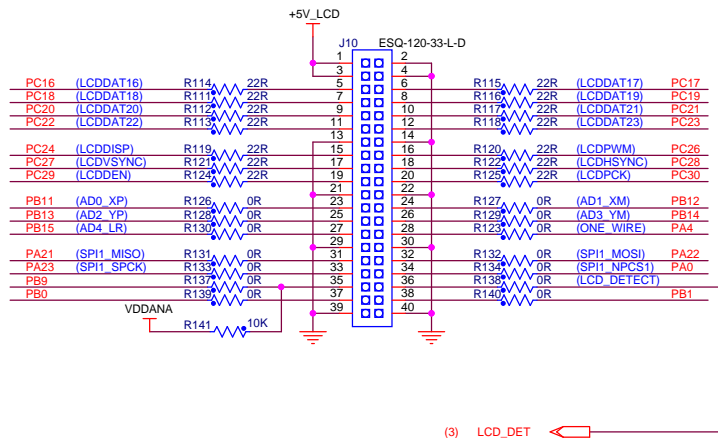 +5V_LCD
J10 ESQ-120-33-L-D
1 2
3 4
PC16 (LCDDAT16) R114 22R 5 6 R115 22R (LCDDAT17) PC17
PC18 (LCDDAT18) R111 22R 7 8 R116 22R (LCDDAT19) PC19
PC20 (LCDDAT20) R112 22R 9 10 R117 22R (LCDDAT21) PC21
PC22 (LCDDAT22) R113 22R 11 12 R118 22R (LCDDAT23) PC23
13 14
PC24 (LCDDISP) R119 22R 15 16 R120 22R (LCDPWM) PC26
PC27 (LCDVSYNC) R121 22R 17 18 R122 22R (LCDHSYNC) PC28
PC29 (LCDDEN) R124 22R 19 20 R125 22R (LCDPCK) PC30
21 22
PB11 (AD0_XP) R126 0R 23 24 R127 0R (AD1_XM) PB12
PB13 (AD2_YP) R128 0R 25 26 R129 0R (AD3_YM) PB14
PB15 (AD4_LR) R130 0R 27 28 R123 0R (ONE_WIRE) PA4
29 30
PA21 (SPI1_MISO) R131 0R 31 32 R132 0R (SPI1_MOSI) PA22
PA23 (SPI1_SPCK) R133 0R 33 34 R134 0R (SPI1_NPCS1) PA0
PB9 R137 0R 35 36 R138 0R (LCD_DETECT)
PB0 R139 0R 37 38 R140 0R PB1
VDDANA 39 40
R141 10K
(3) LCD_DET